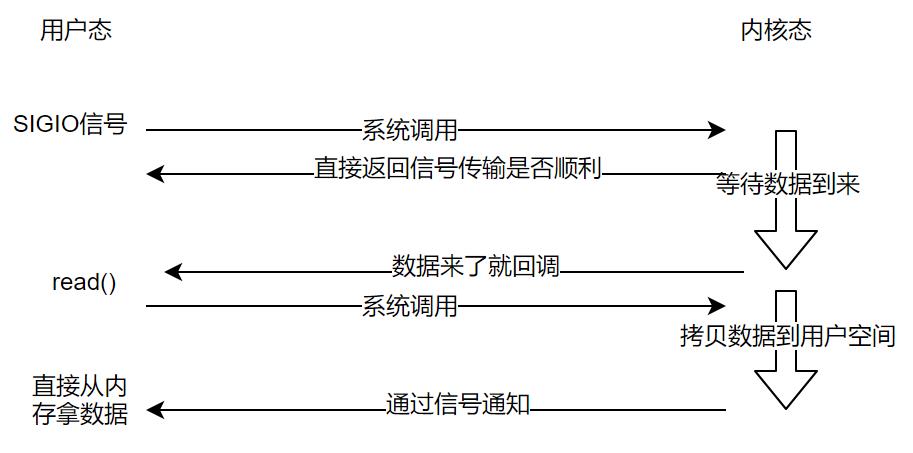 用户态
内核态
SIGIO信号
系统调用
直接返回信号传输是否顺利
等待数据到来
数据来了就回调
read()
系统调用
拷贝数据到用户空间
直接从内
存拿数据
通过信号通知